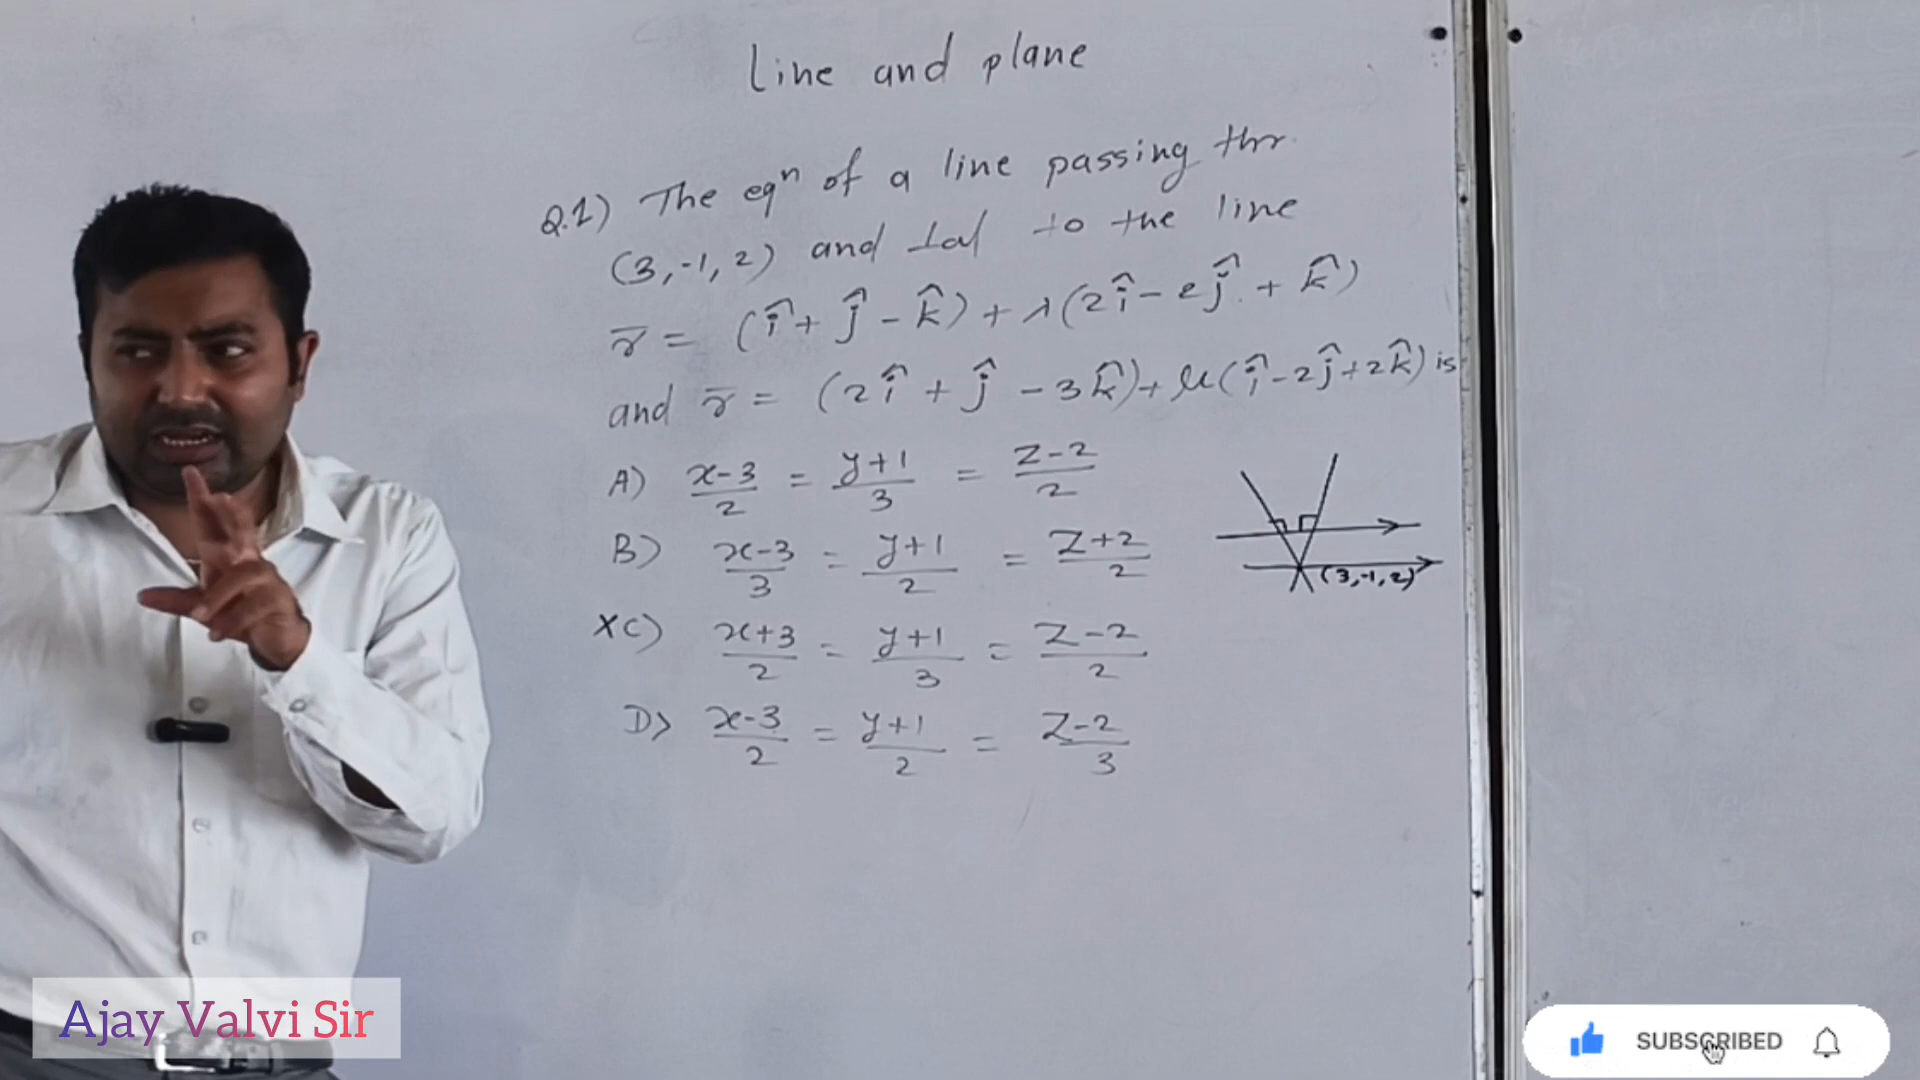 Line and plane
Q.1) The eqⁿ of a line passing thr.
(3,-1,2) and ⊥al to the line
r̄ = (î + ĵ - k̂) + λ(2î - 2ĵ + k̂)
and r̄ = (2î + ĵ - 3k̂) + μ(î - 2ĵ + 2k̂) is
A) x-3/2 = y+1/3 = z-2/2
B) x-3/3 = y+1/2 = z+2/2
(3,-1,2)
X C) x+3/2 = y+1/3 = z-2/2
D) x-3/2 = y+1/2 = z-2/3
Ajay Valvi Sir
SUBSCRIBED